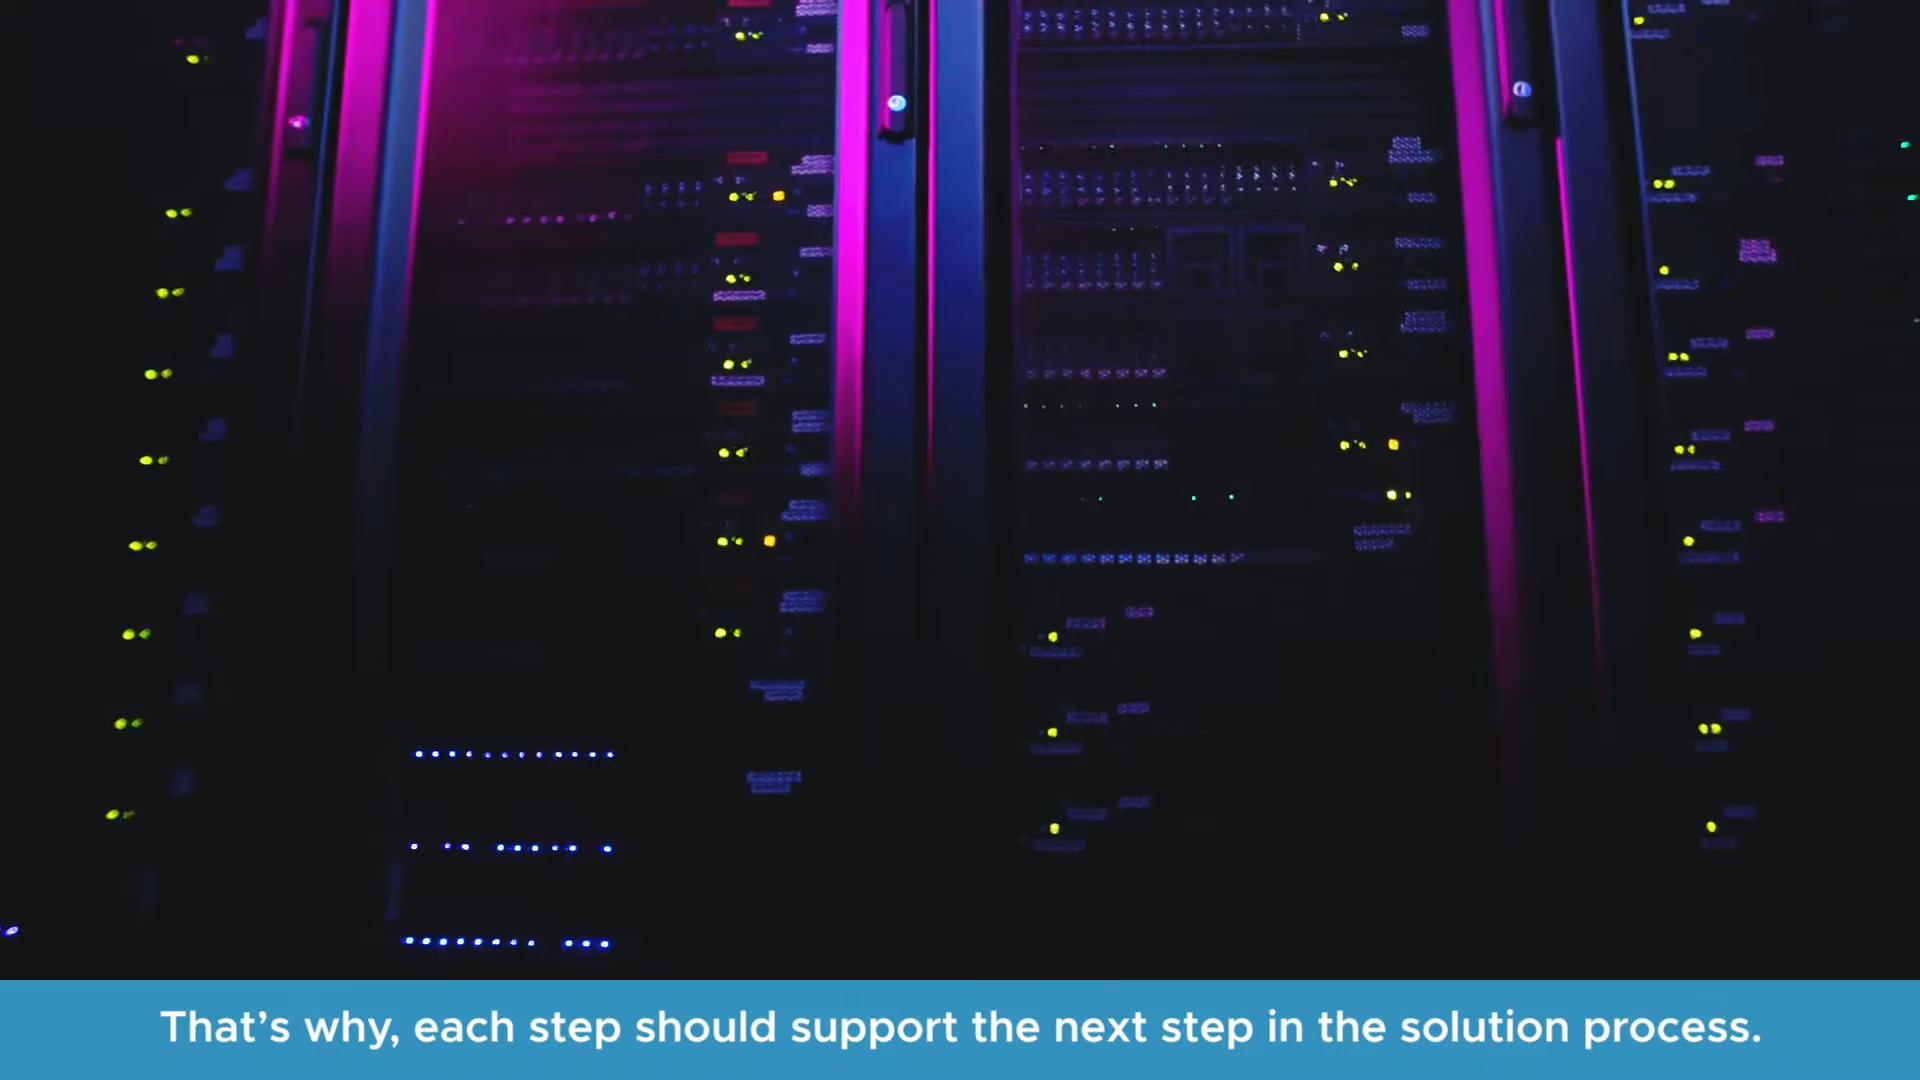 That’s why, each step should support the next step in the solution process.